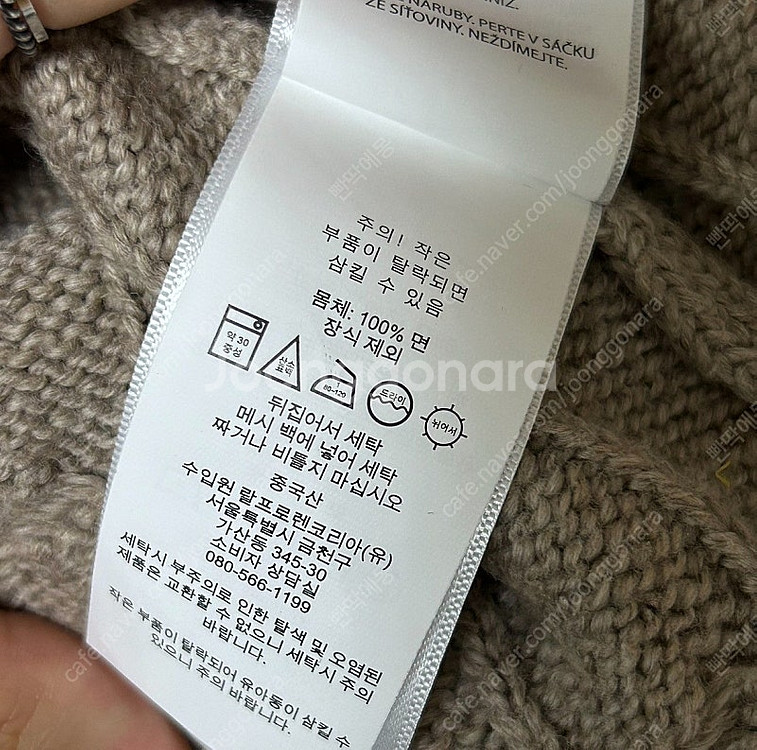 NARUBY. PERTE V SÁČKU
ZE SÍŤOVINY. NEŽDÍMEJTE.
주의! 작은
부품이 탈락되면
삼킬 수 있음
몸체: 100% 면
장식 제외
약 30
중성
산소
표백
80-120
드라이
뉘어서
뒤집어서 세탁
메시 백에 넣어 세탁
짜거나 비틀지 마십시오
중국산
수입원 랄프로렌코리아(유)
서울특별시 금천구
가산동 345-30
소비자 상담실
080-566-1199
세탁시 부주의로 인한 탈색 및 오염된
제품은 교환할 수 없으니 세탁시 주의
바랍니다.
작은 부품이 탈락되어 유아동이 삼킬 수
있으니 주의 바랍니다.
joonggonara
cafe.naver.com/joonggonara